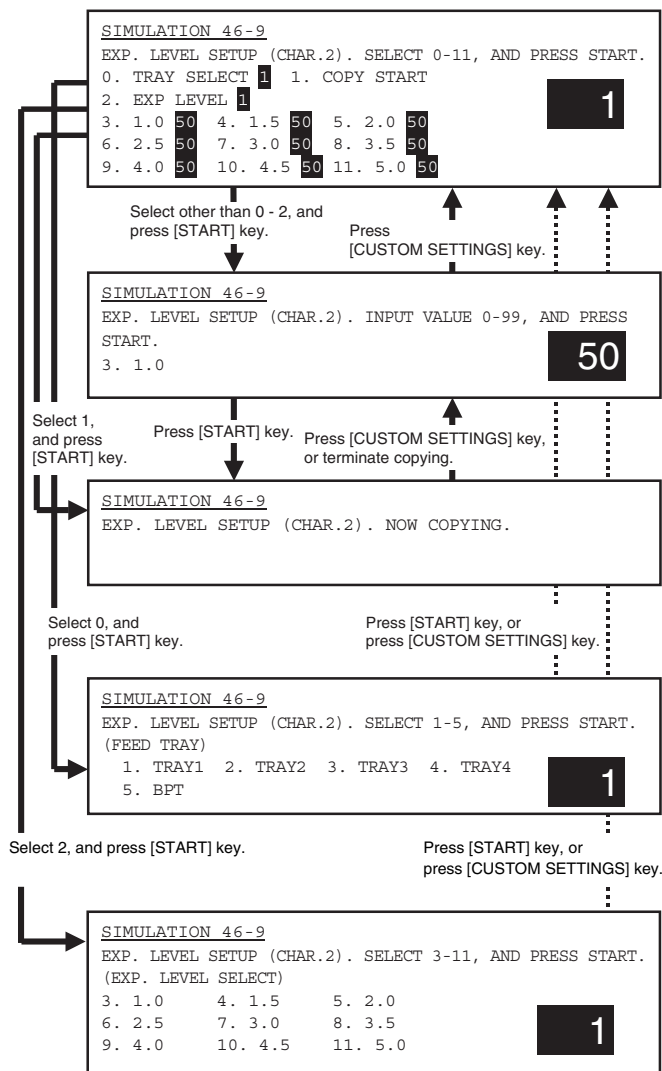 SIMULATION 46-9
EXP. LEVEL SETUP (CHAR.2). SELECT 0-11, AND PRESS START.
0. TRAY SELECT 1 1. COPY START
2. EXP LEVEL 1
1
3. 1.0 50 4. 1.5 50 5. 2.0 50
6. 2.5 50 7. 3.0 50 8. 3.5 50
9. 4.0 50 10. 4.5 50 11. 5.0 50
Select other than 0 - 2, and
press [START] key.
Press
[CUSTOM SETTINGS] key.
SIMULATION 46-9
EXP. LEVEL SETUP (CHAR.2). INPUT VALUE 0-99, AND PRESS
START.
3. 1.0
50
Select 1,
and press
[START] key.
Press [START] key.
Press [CUSTOM SETTINGS] key,
or terminate copying.
SIMULATION 46-9
EXP. LEVEL SETUP (CHAR.2). NOW COPYING.
Select 0, and
press [START] key.
Press [START] key, or
press [CUSTOM SETTINGS] key.
SIMULATION 46-9
EXP. LEVEL SETUP (CHAR.2). SELECT 1-5, AND PRESS START.
(FEED TRAY)
1. TRAY1 2. TRAY2 3. TRAY3 4. TRAY4
5. BPT
1
Select 2, and press [START] key.
Press [START] key, or
press [CUSTOM SETTINGS] key.
SIMULATION 46-9
EXP. LEVEL SETUP (CHAR.2). SELECT 3-11, AND PRESS START.
(EXP. LEVEL SELECT)
3. 1.0 4. 1.5 5. 2.0
6. 2.5 7. 3.0 8. 3.5
9. 4.0 10. 4.5 11. 5.0
1